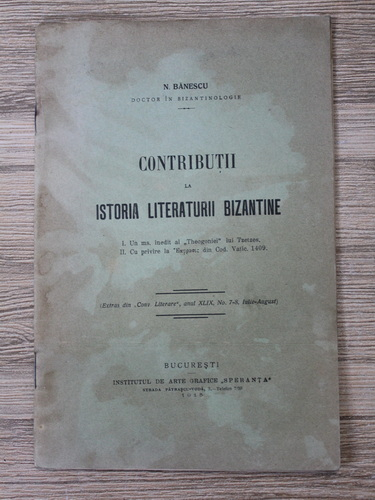 N. BĂNESCU
DOCTOR ÎN BIZANTINOLOGIE
CONTRIBUȚII
LA
ISTORIA LITERATURII BIZANTINE
I. Un ms. inedit al „Theogoniei" lui Tzetzes.
II. Cu privire la din Cod. Vatic. 1409.
(Extras din „Conv. Literare", anul XLIX, No. 7-8, Iulie-August)
BUCUREȘTI
INSTITUTUL DE ARTE GRAFICE „SPERANȚA"
STRADA